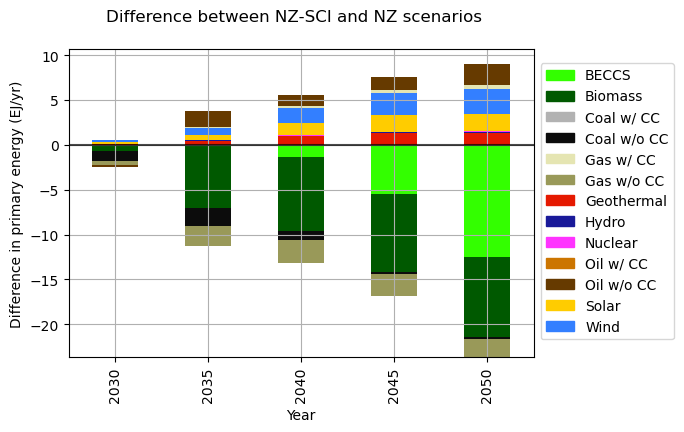 Difference between NZ-SCI and NZ scenarios
Difference in primary energy (EJ/yr)
10
5
0
−5
−10
−15
−20
2030
2035
2040
2045
2050
Year
BECCS
Biomass
Coal w/ CC
Coal w/o CC
Gas w/ CC
Gas w/o CC
Geothermal
Hydro
Nuclear
Oil w/ CC
Oil w/o CC
Solar
Wind